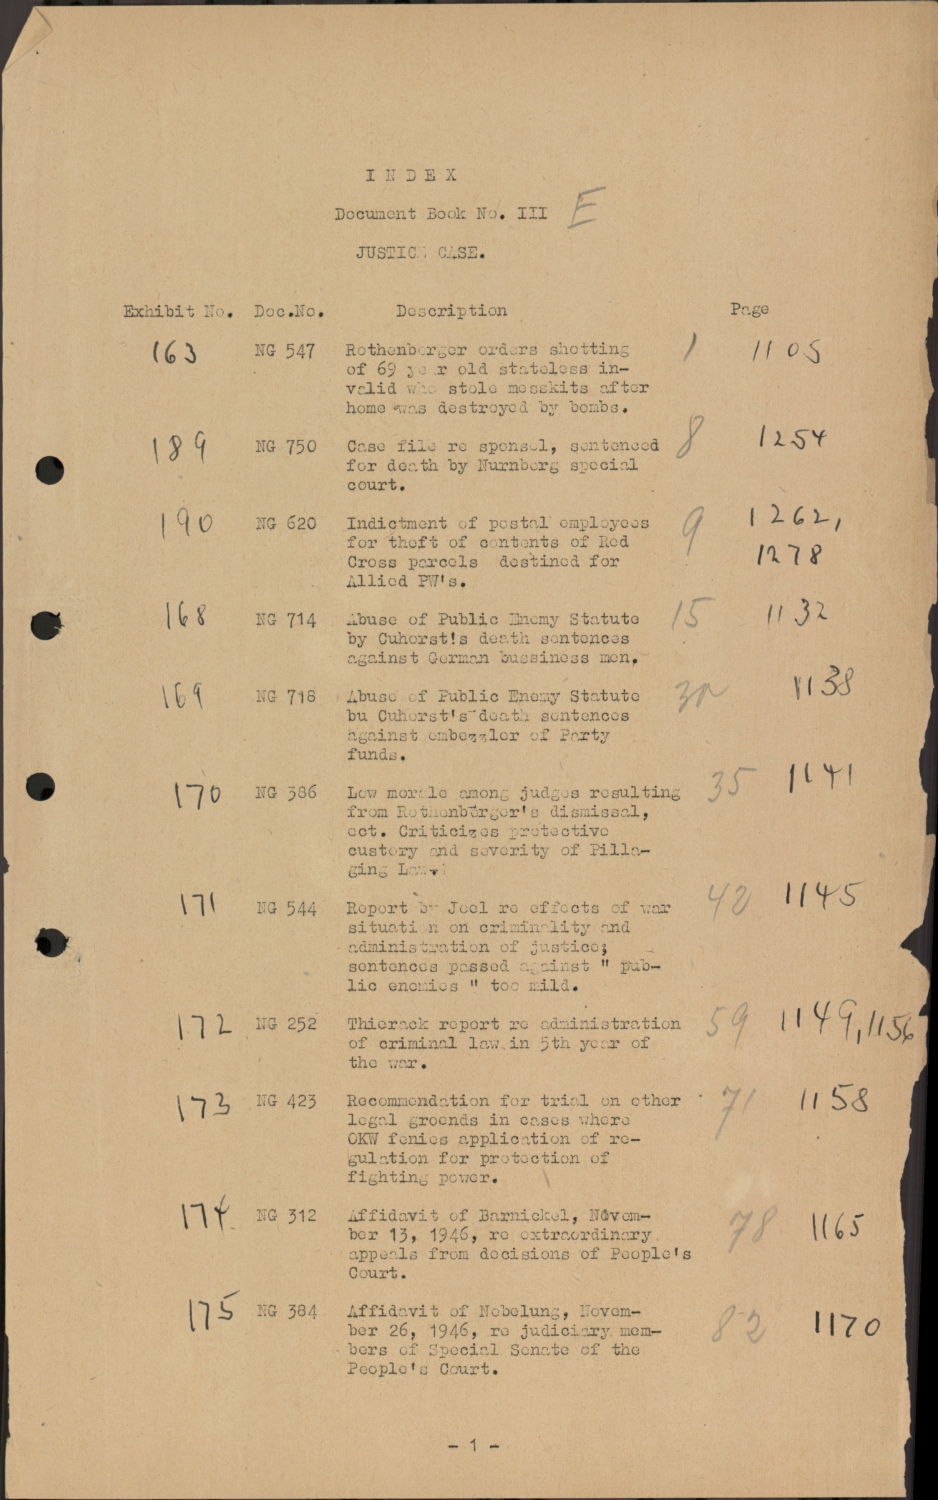 I N D E X
Document Book No. III E
JUSTICE CASE.
Exhibit No. Doc.No. Description Page
163 NG 547 Rothenberger orders shotting 1 1105
of 69 year old stateless in-
valid who stole messkits after
home was destroyed by bombs.
189 NG 750 Case file re sponsel, sentenced 8 1254
for death by Nurnberg special
court.
190 NG 620 Indictment of postal employees 9 1262,
for theft of contents of Red
Cross parcels destined for 1278
Allied PW's.
168 NG 714 Abuse of Public Enemy Statute 15 1132
by Cuhorst's death sentences
against German bussiness men.
169 NG 718 Abuse of Public Enemy Statute 32 1138
bu Cuhorst's death sentences
against embezzler of Party
funds.
170 NG 386 Low morale among judges resulting 35 1141
from Rothenberger's dismissal,
ect. Criticizes protective
custory and severity of Pilla-
ging Law.
171 NG 544 Report by Joel re effects of war 42 1145
situation on criminality and
administration of justice;
sentences passed against " pub-
lic enemies " too mild.
172 NG 252 Thierack report re administration 59 1149, 1156
of criminal law in 5th year of
the war.
173 NG 423 Recommendation for trial on other 71 1158
legal groends in cases where
OKW fenies application of re-
gulation for protection of
fighting power.
174 NG 312 Affidavit of Barnickel, Novem- 78 1165
ber 13, 1946, re extraordinary
appeals from decisions of People's
Court.
175 NG 384 Affidavit of Nebelung, Novem- 82 1170
ber 26, 1946, re judiciary mem-
bers of Special Senate of the
People's Court.
- 1 -